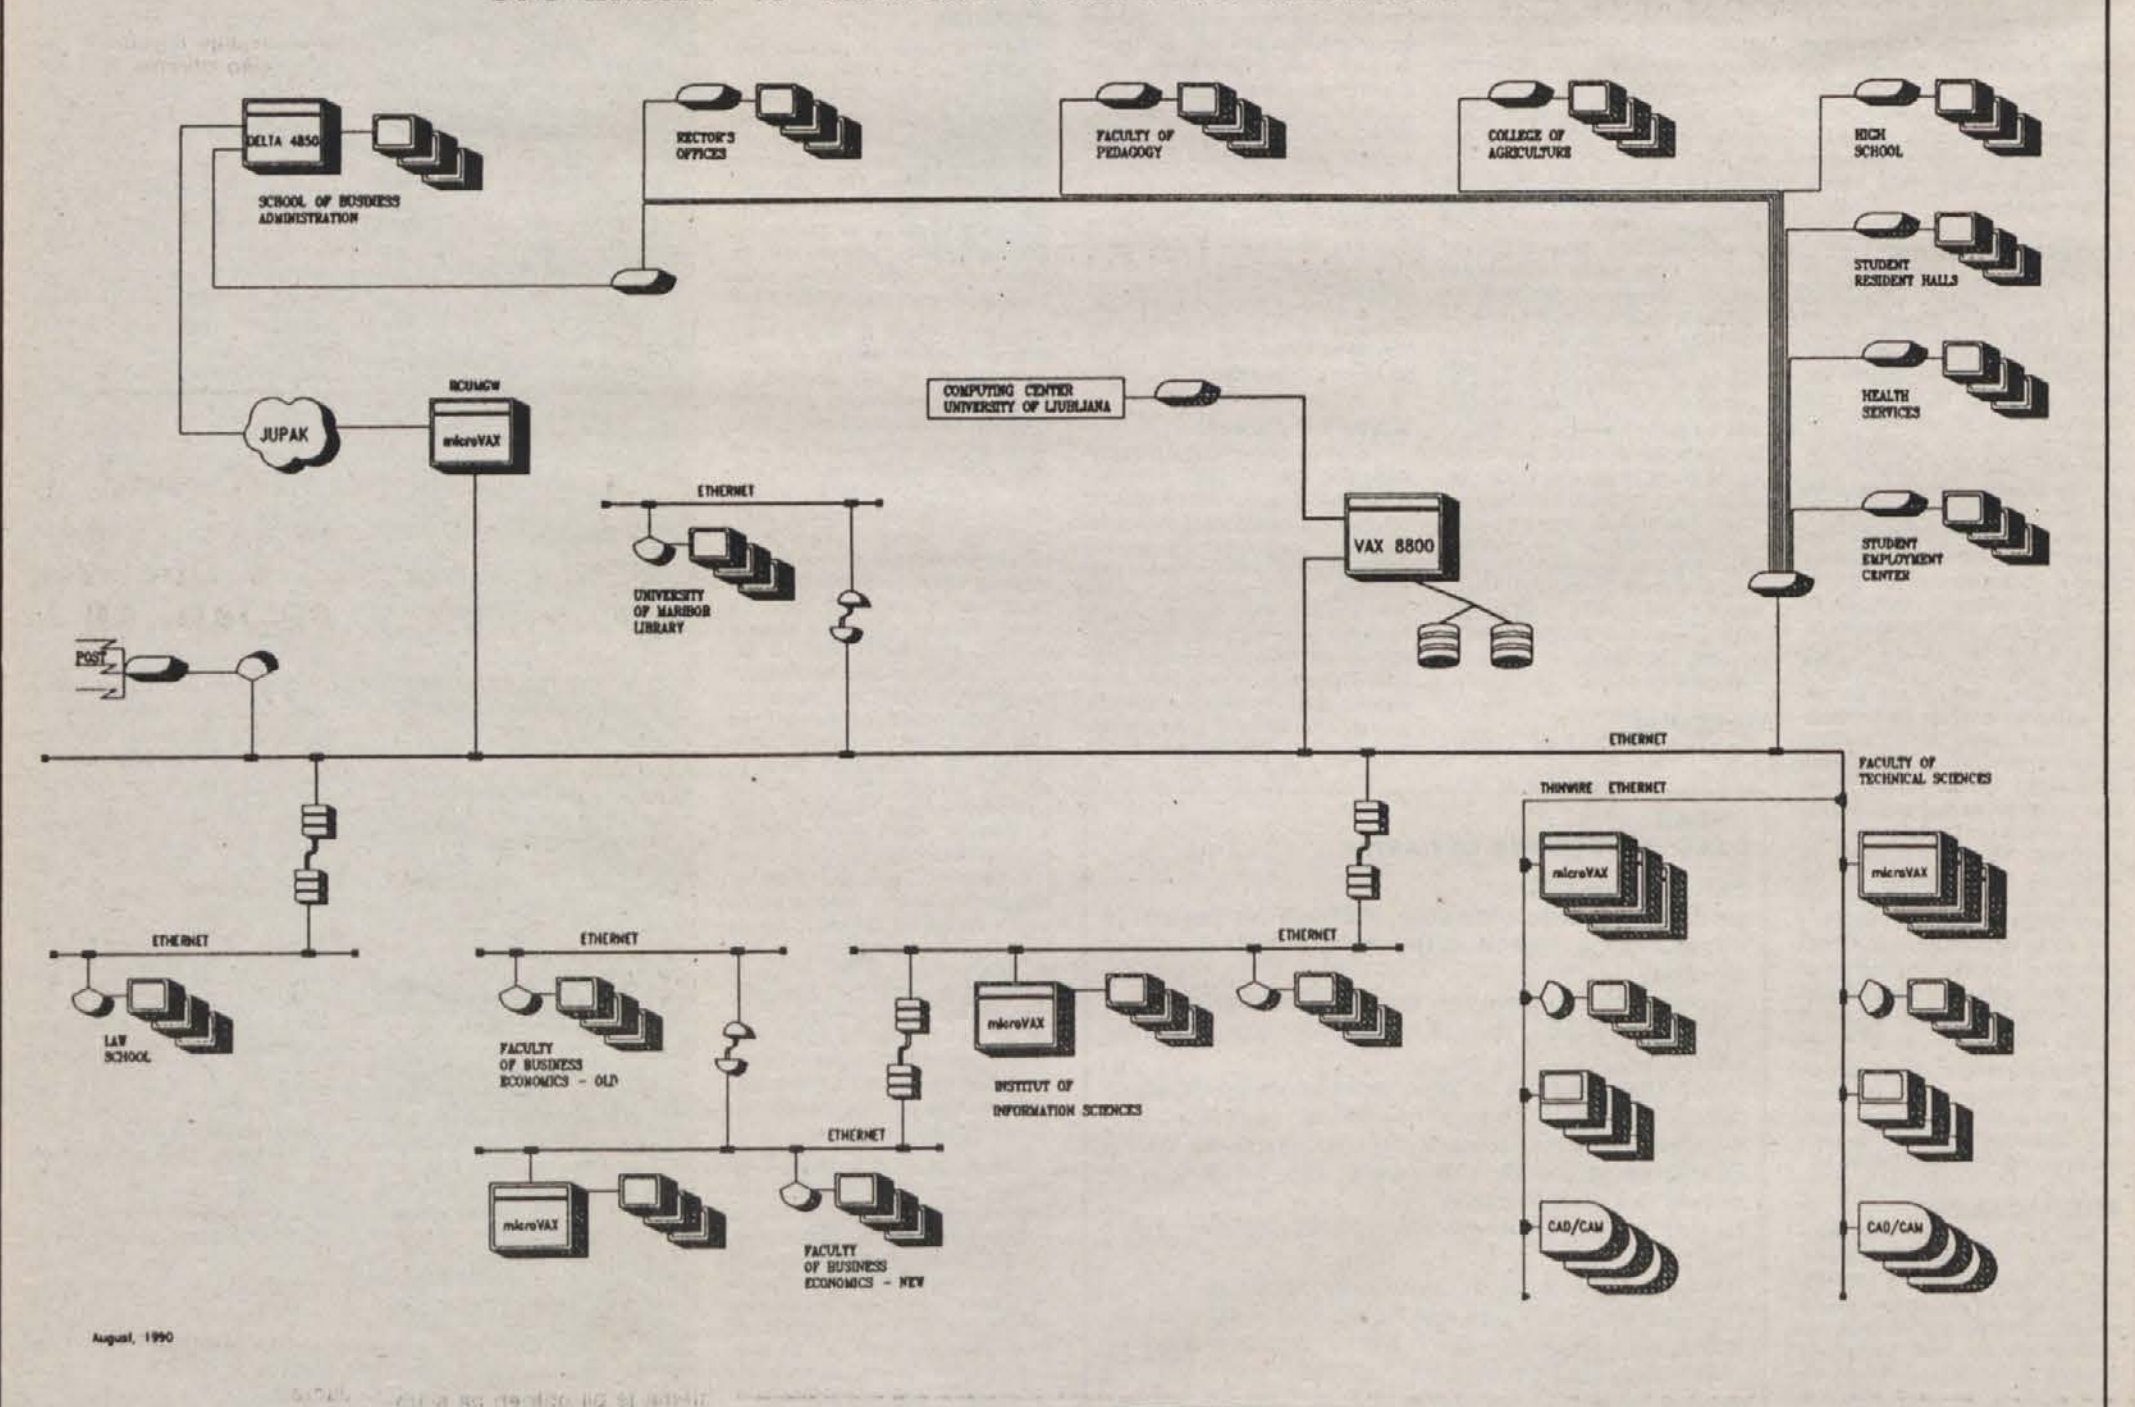 DELTA 4850
SCHOOL OF BUSINESS
ADMINISTRATION
RECTOR'S
OFFICES
FACULTY OF
PEDAGOGY
COLLEGE OF
AGRICULTURE
HIGH
SCHOOL
STUDENT
RESIDENT HALLS
HEALTH
SERVICES
STUDENT
EMPLOYMENT
CENTER
JUPAK
RCUMGW
microVAX
COMPUTING CENTER
UNIVERSITY OF LJUBLJANA
VAX 8800
ETHERNET
UNIVERSITY
OF MARIBOR
LIBRARY
POST
ETHERNET
FACULTY OF
TECHNICAL SCIENCES
THINWIRE ETHERNET
microVAX
microVAX
CAD/CAM
CAD/CAM
ETHERNET
LAW
SCHOOL
ETHERNET
FACULTY
OF BUSINESS
ECONOMICS - OLD
ETHERNET
microVAX
INSTITUT OF
INFORMATION SCIENCES
ETHERNET
microVAX
FACULTY
OF BUSINESS
ECONOMICS - NEW
August, 1990